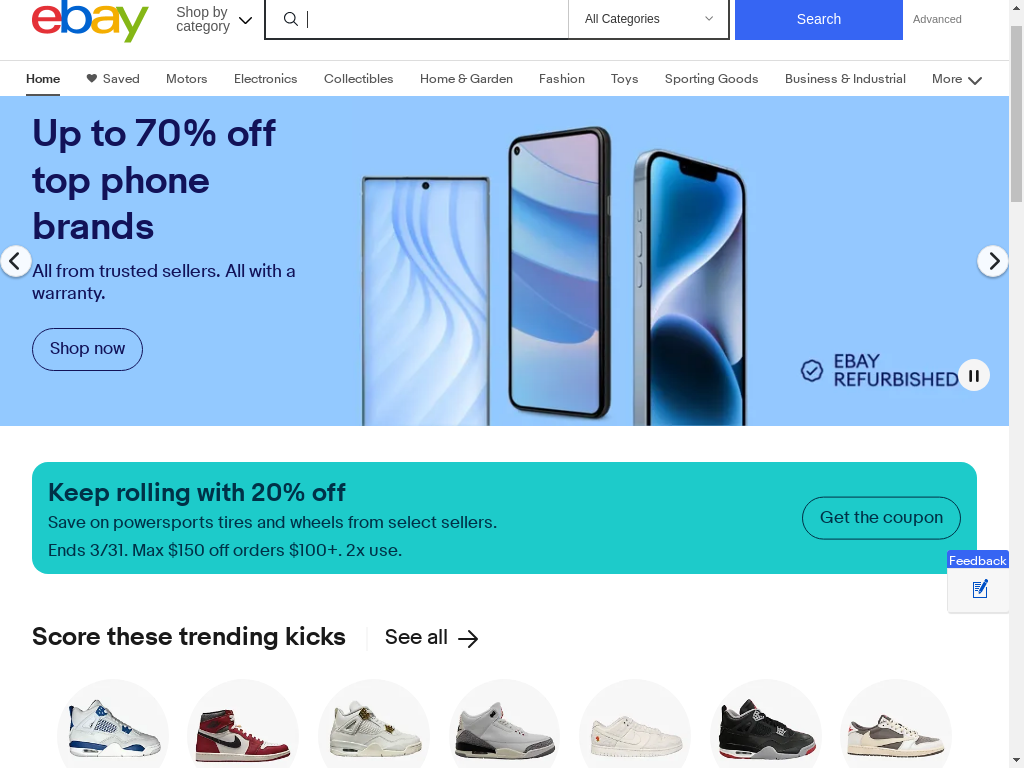 ebay
Shop by
category
All Categories
Search
Advanced
Home
Saved
Motors
Electronics
Collectibles
Home & Garden
Fashion
Toys
Sporting Goods
Business & Industrial
More
Up to 70% off
top phone
brands
All from trusted sellers. All with a
warranty.
Shop now
EBAY
REFURBISHED
Keep rolling with 20% off
Save on powersports tires and wheels from select sellers.
Ends 3/31. Max $150 off orders $100+. 2x use.
Get the coupon
Feedback
Score these trending kicks
See all